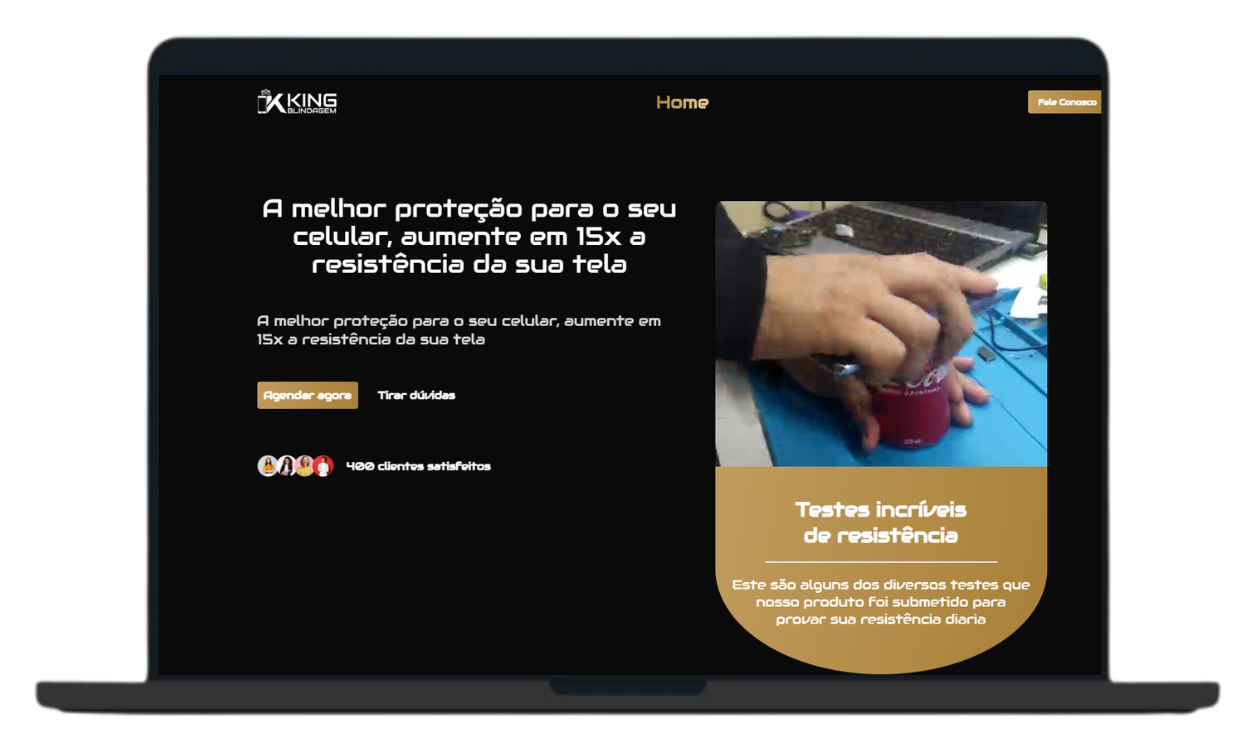 KING
BLINDAGEM
Home
Fale Conosco
A melhor proteção para o seu
celular, aumente em 15x a
resistência da sua tela
A melhor proteção para o seu celular, aumente em
15x a resistência da sua tela
Agendar agora
Tirar dúvidas
400 clientes satisfeitos
ORIGINAL
Testes incríveis
de resistência
Este são alguns dos diversos testes que
nosso produto foi submetido para
provar sua resistência diaria